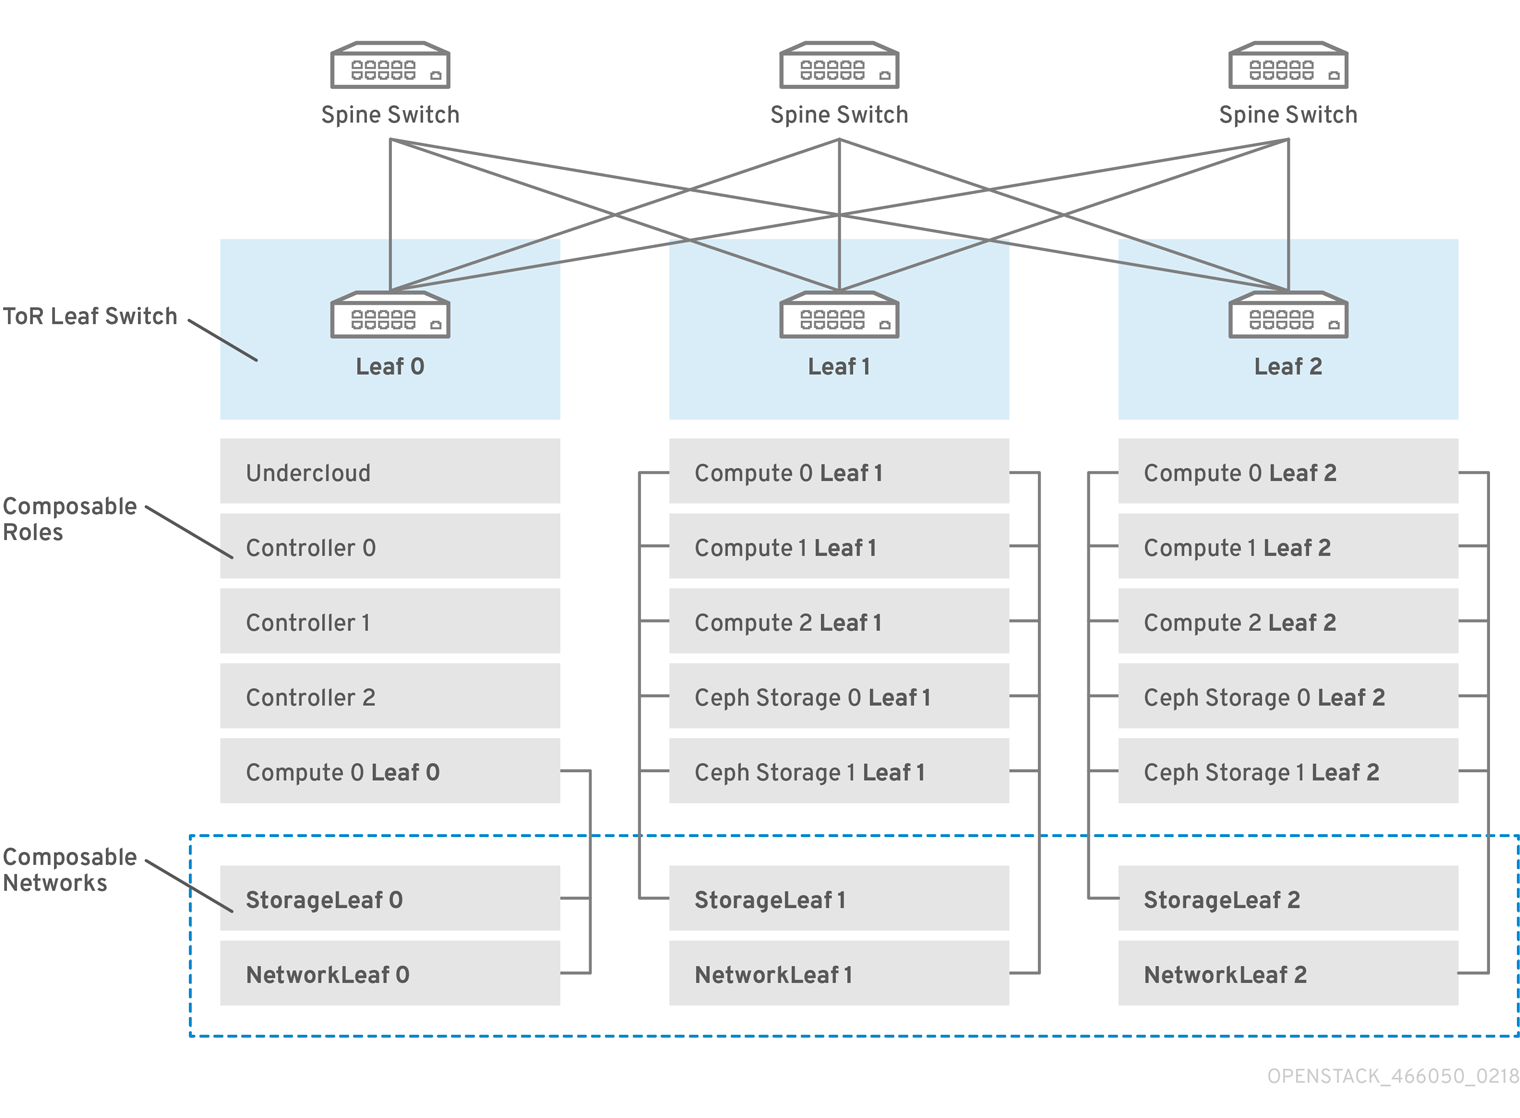 Spine Switch
Spine Switch
Spine Switch
ToR Leaf Switch
Leaf 0
Leaf 1
Leaf 2
Composable
Roles
Undercloud
Controller 0
Controller 1
Controller 2
Compute 0 Leaf 0
Compute 0 Leaf 1
Compute 1 Leaf 1
Compute 2 Leaf 1
Ceph Storage 0 Leaf 1
Ceph Storage 1 Leaf 1
Compute 0 Leaf 2
Compute 1 Leaf 2
Compute 2 Leaf 2
Ceph Storage 0 Leaf 2
Ceph Storage 1 Leaf 2
Composable
Networks
StorageLeaf 0
NetworkLeaf 0
StorageLeaf 1
NetworkLeaf 1
StorageLeaf 2
NetworkLeaf 2
OPENSTACK_466050_0218